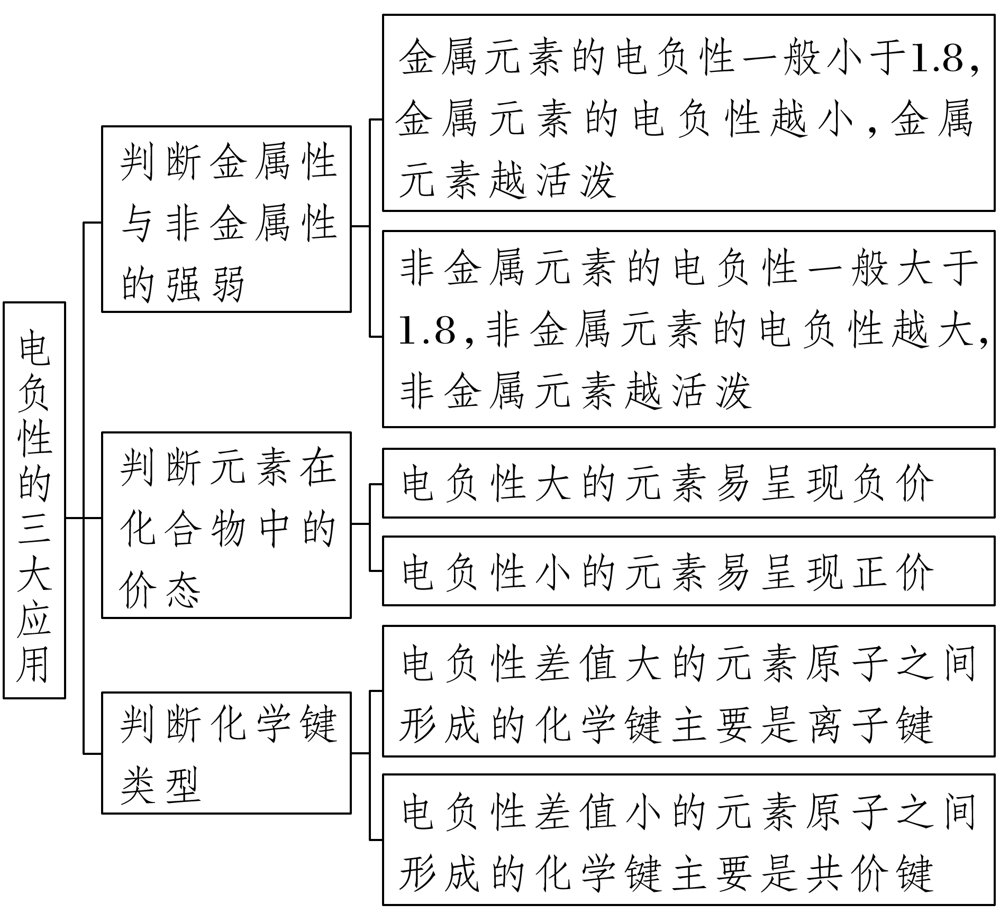 电负性的三大应用
判断金属性
与非金属性
的强弱
金属元素的电负性一般小于1.8,
金属元素的电负性越小,金属
元素越活泼
非金属元素的电负性一般大于
1.8,非金属元素的电负性越大,
非金属元素越活泼
判断元素在
化合物中的
价态
电负性大的元素易呈现负价
电负性小的元素易呈现正价
判断化学键
类型
电负性差值大的元素原子之间
形成的化学键主要是离子键
电负性差值小的元素原子之间
形成的化学键主要是共价键